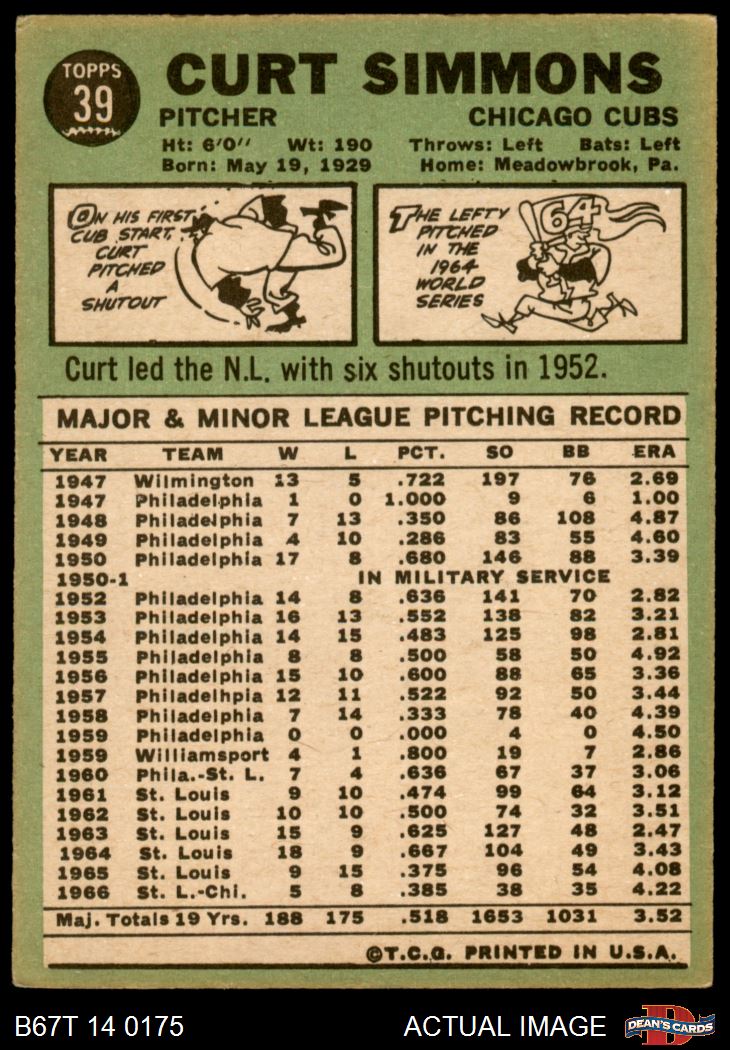 TOPPS
39
CURT SIMMONS
PITCHER CHICAGO CUBS
Ht: 6'0" Wt: 190 Throws: Left Bats: Left
Born: May 19, 1929 Home: Meadowbrook, Pa.
ON HIS FIRST
CUB START,
CURT
PITCHED
A
SHUTOUT
THE LEFTY
PITCHED
IN THE
1964
WORLD
SERIES
64
Curt led the N.L. with six shutouts in 1952.
MAJOR & MINOR LEAGUE PITCHING RECORD
YEAR TEAM W L PCT. SO BB ERA
1947 Wilmington 13 5 .722 197 76 2.69
1947 Philadelphia 1 0 1.000 9 6 1.00
1948 Philadelphia 7 13 .350 86 108 4.87
1949 Philadelphia 4 10 .286 83 55 4.60
1950 Philadelphia 17 8 .680 146 88 3.39
1950-1 IN MILITARY SERVICE
1952 Philadelphia 14 8 .636 141 70 2.82
1953 Philadelphia 16 13 .552 138 82 3.21
1954 Philadelphia 14 15 .483 125 98 2.81
1955 Philadelphia 8 8 .500 58 50 4.92
1956 Philadelphia 15 10 .600 88 65 3.36
1957 Philadelhpia 12 11 .522 92 50 3.44
1958 Philadelphia 7 14 .333 78 40 4.39
1959 Philadelphia 0 0 .000 4 0 4.50
1959 Williamsport 4 1 .800 19 7 2.86
1960 Phila.-St. L. 7 4 .636 67 37 3.06
1961 St. Louis 9 10 .474 99 64 3.12
1962 St. Louis 10 10 .500 74 32 3.51
1963 St. Louis 15 9 .625 127 48 2.47
1964 St. Louis 18 9 .667 104 49 3.43
1965 St. Louis 9 15 .375 96 54 4.08
1966 St. L.-Chi. 5 8 .385 38 35 4.22
Maj. Totals 19 Yrs. 188 175 .518 1653 1031 3.52
©T.C.G. PRINTED IN U.S.A.
B67T 14 0175 ACTUAL IMAGE
DEAN'S CARDS